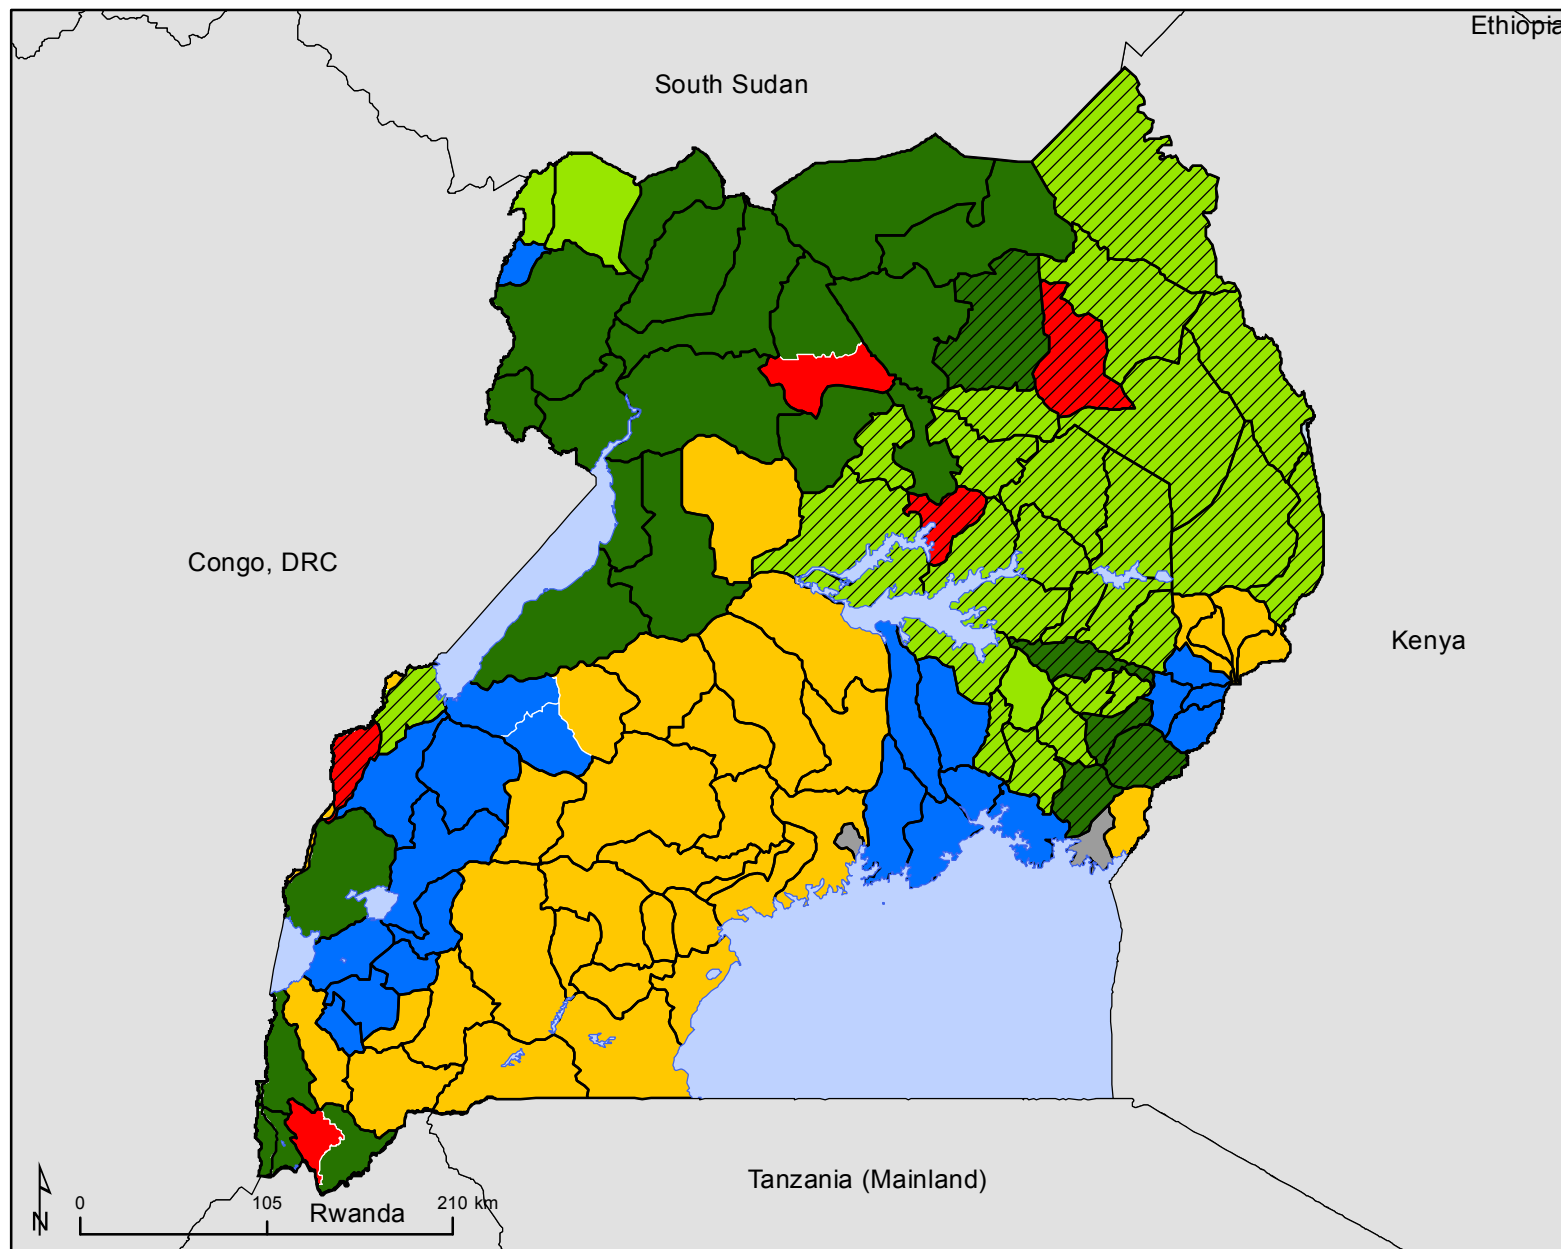 Ethiopia
South Sudan
Congo, DRC
Kenya
Tanzania (Mainland)
N
0 105 210 km
Rwanda